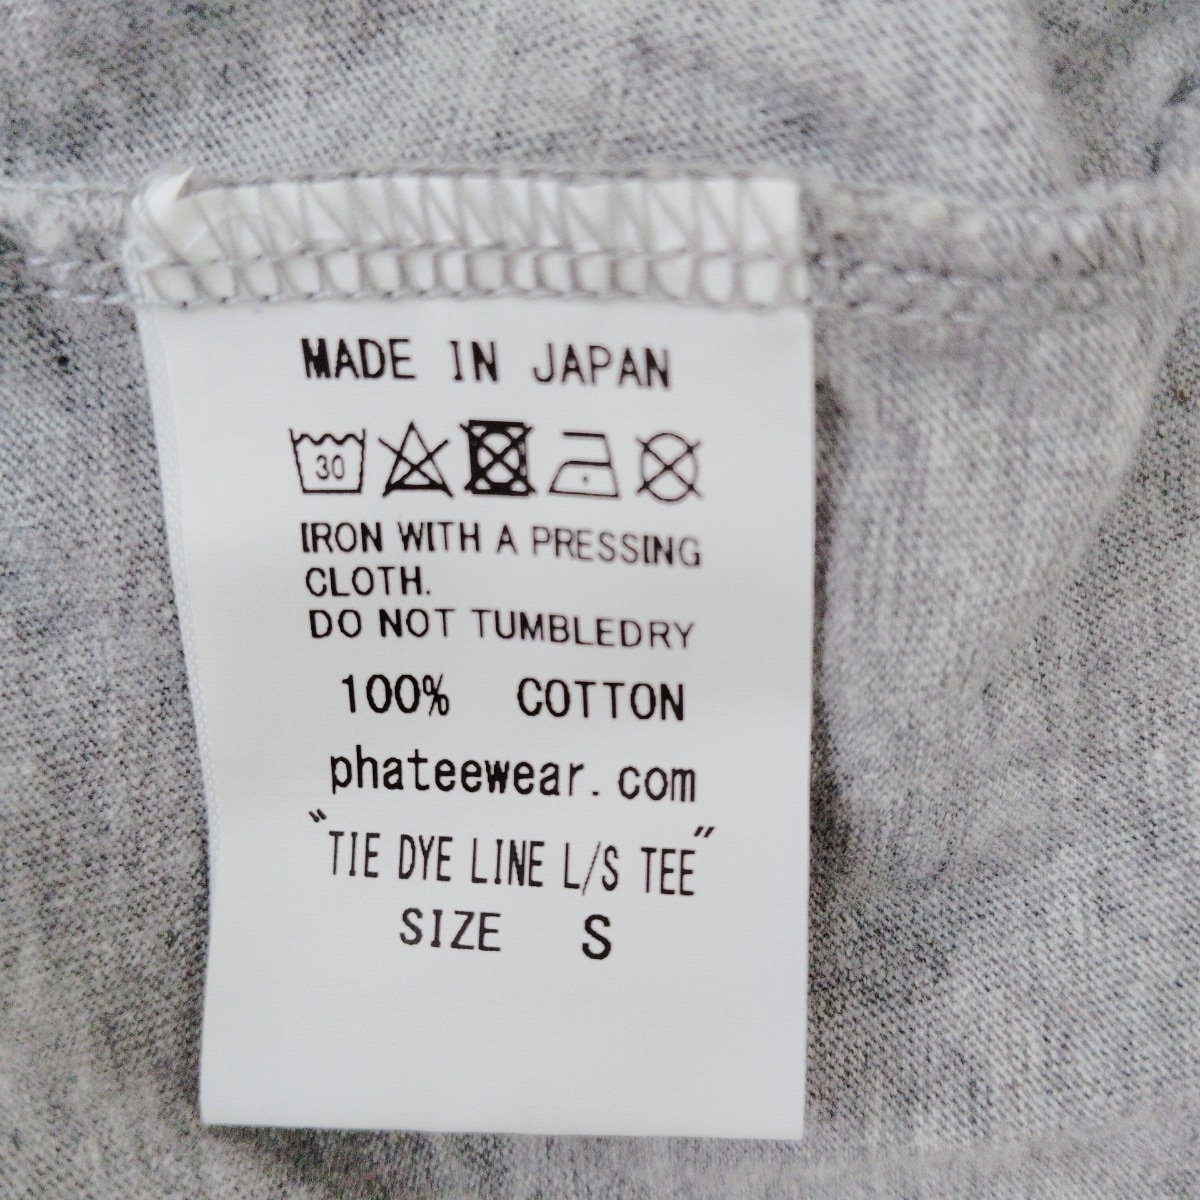 MADE IN JAPAN
30
IRON WITH A PRESSING
CLOTH.
DO NOT TUMBLEDRY
100% COTTON
phateewear.com
"TIE DYE LINE L/S TEE"
SIZE S